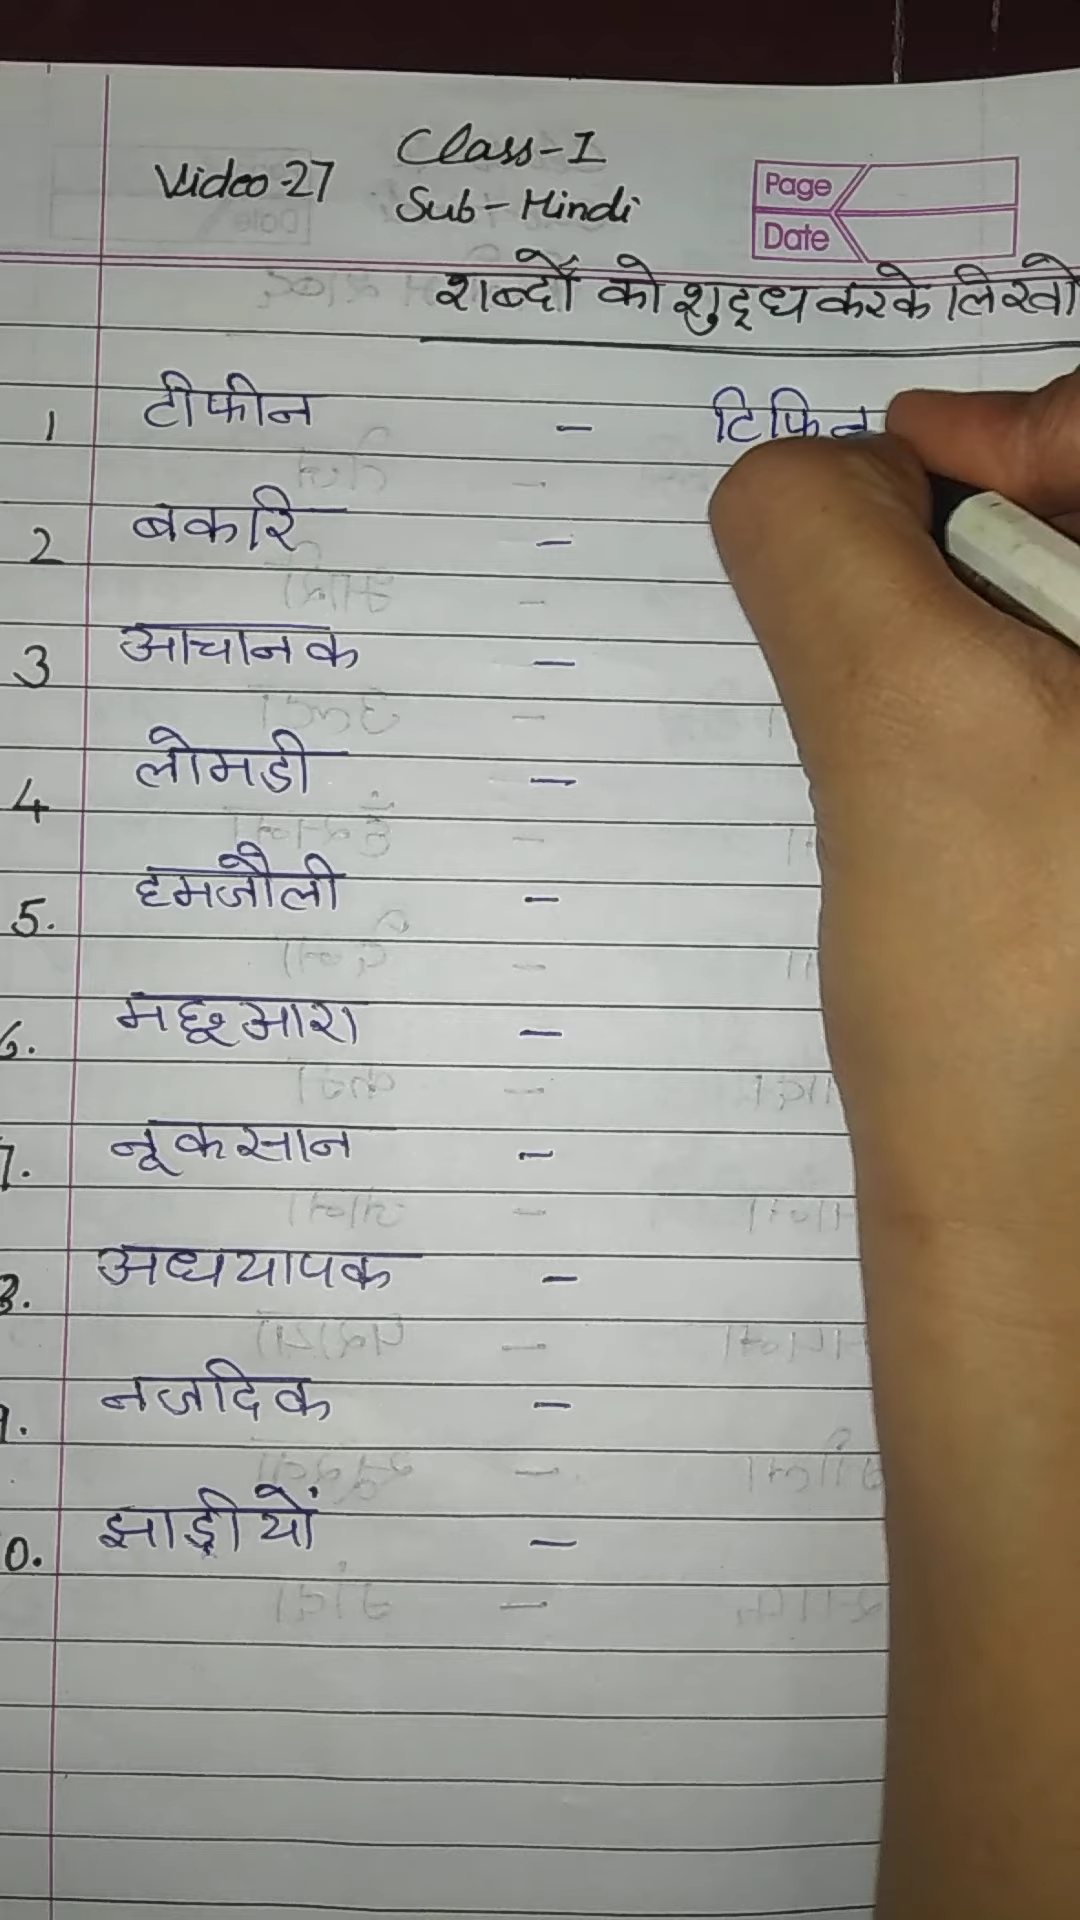 Class-I
Video-27
Sub-Hindi
Page
Date
शब्दों को शुद्ध करके लिखो
1 टीफीन - टिफिन
2 बकरि -
3 आचानक -
4 लोमडी -
5. हमजौली -
6. मछूआरा -
7. नूकसान -
8. अधयापक -
9. नजदिक -
0. झाड़ीयों -